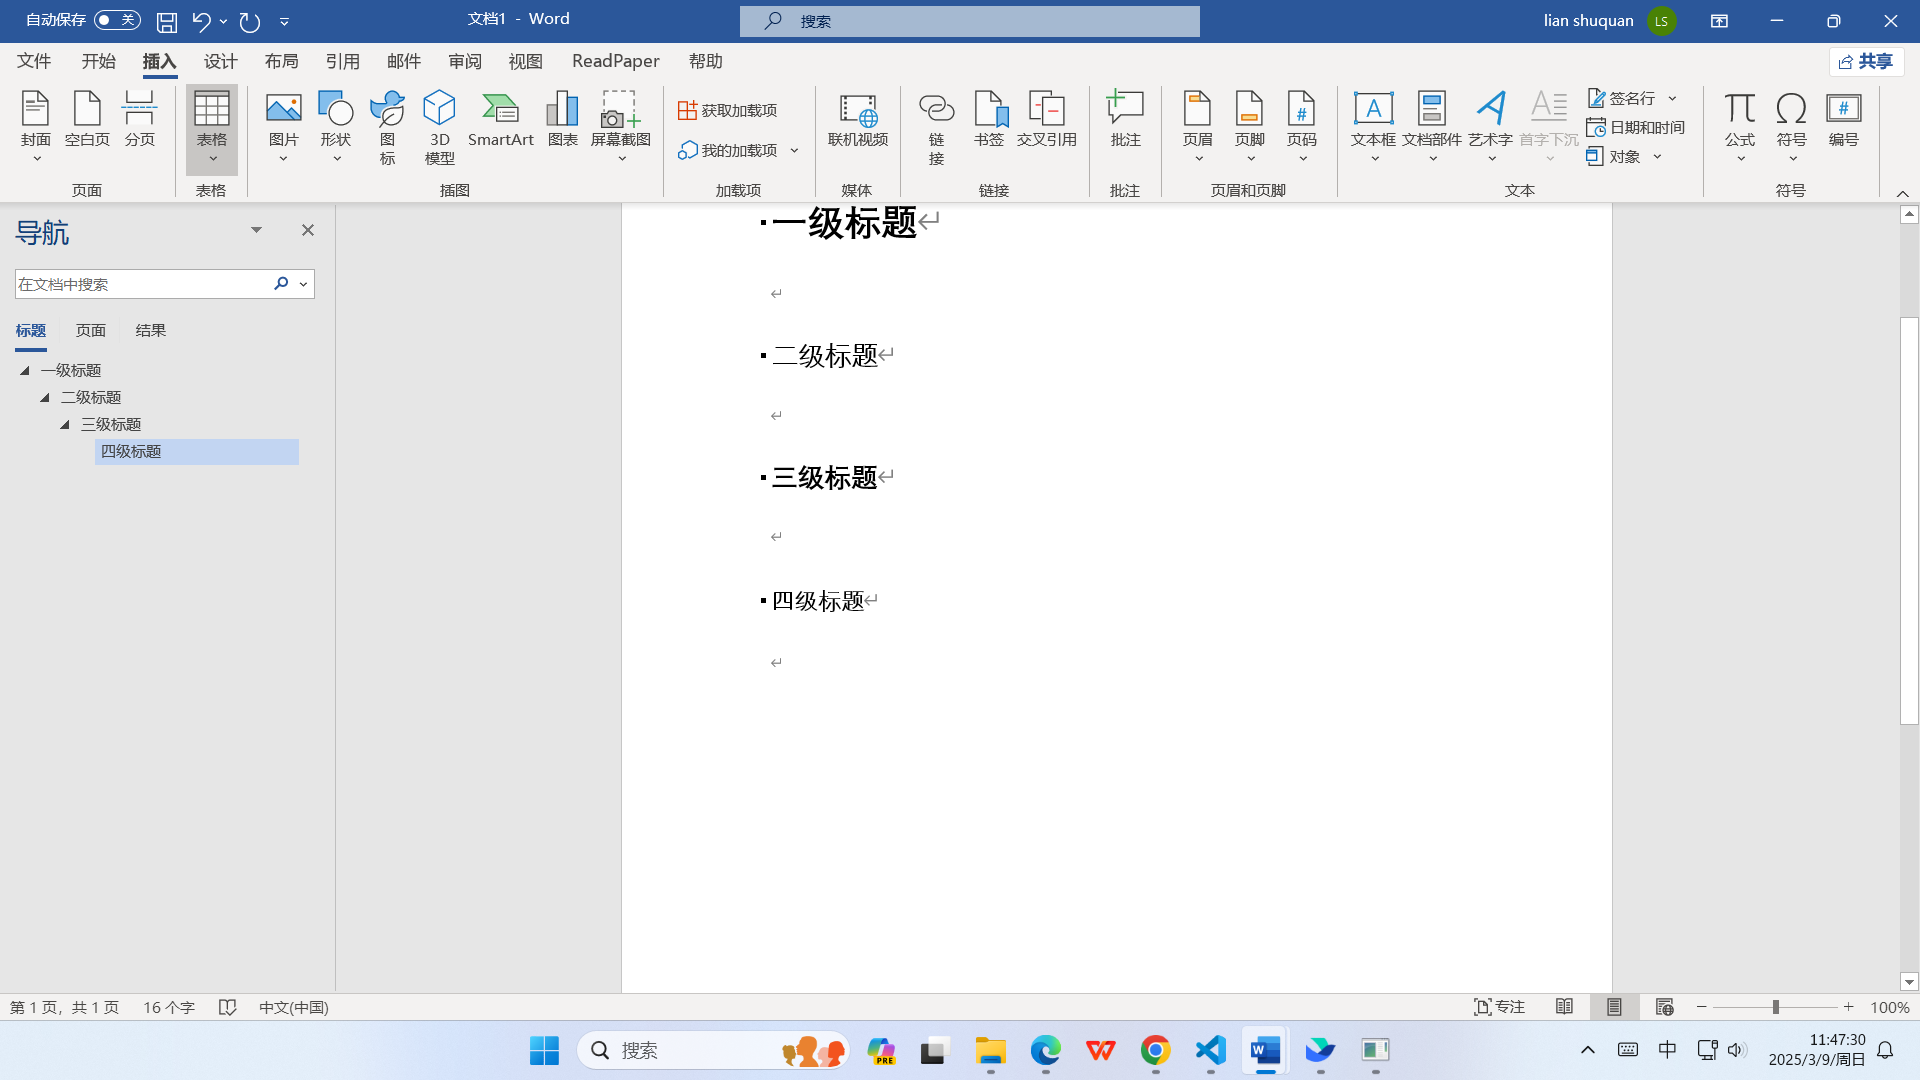 自动保存 关
文档1 - Word
搜索
lian shuquan LS
文件 开始 插入 设计 布局 引用 邮件 审阅 视图 ReadPaper 帮助 共享
封面 空白页 分页
页面
表格
表格
图片 形状 图标 3D 模型 SmartArt 图表 屏幕截图
插图
获取加载项
我的加载项
加载项
联机视频
媒体
链接 书签 交叉引用
链接
批注
批注
页眉 页脚 页码
页眉和页脚
文本框 文档部件 艺术字 首字下沉
签名行
日期和时间
对象
文本
公式 符号 编号
符号
导航
在文档中搜索
标题 页面 结果
一级标题
二级标题
三级标题
四级标题
一级标题
二级标题
三级标题
四级标题
第 1 页，共 1 页 16 个字 中文(中国) 专注 100%
搜索
PRE
中
11:47:30
2025/3/9/周日